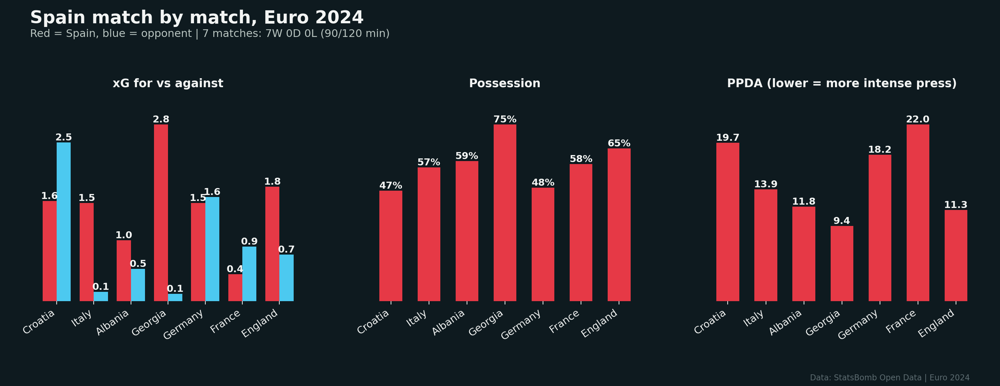 Spain match by match, Euro 2024
Red = Spain, blue = opponent | 7 matches: 7W 0D 0L (90/120 min)
xG for vs against
1.6
2.5
1.5
0.1
1.0
0.5
2.8
0.1
1.5
1.6
0.4
0.9
1.8
0.7
Croatia
Italy
Albania
Georgia
Germany
France
England
Possession
47%
57%
59%
75%
48%
58%
65%
Croatia
Italy
Albania
Georgia
Germany
France
England
PPDA (lower = more intense press)
19.7
13.9
11.8
9.4
18.2
22.0
11.3
Croatia
Italy
Albania
Georgia
Germany
France
England
Data: StatsBomb Open Data | Euro 2024